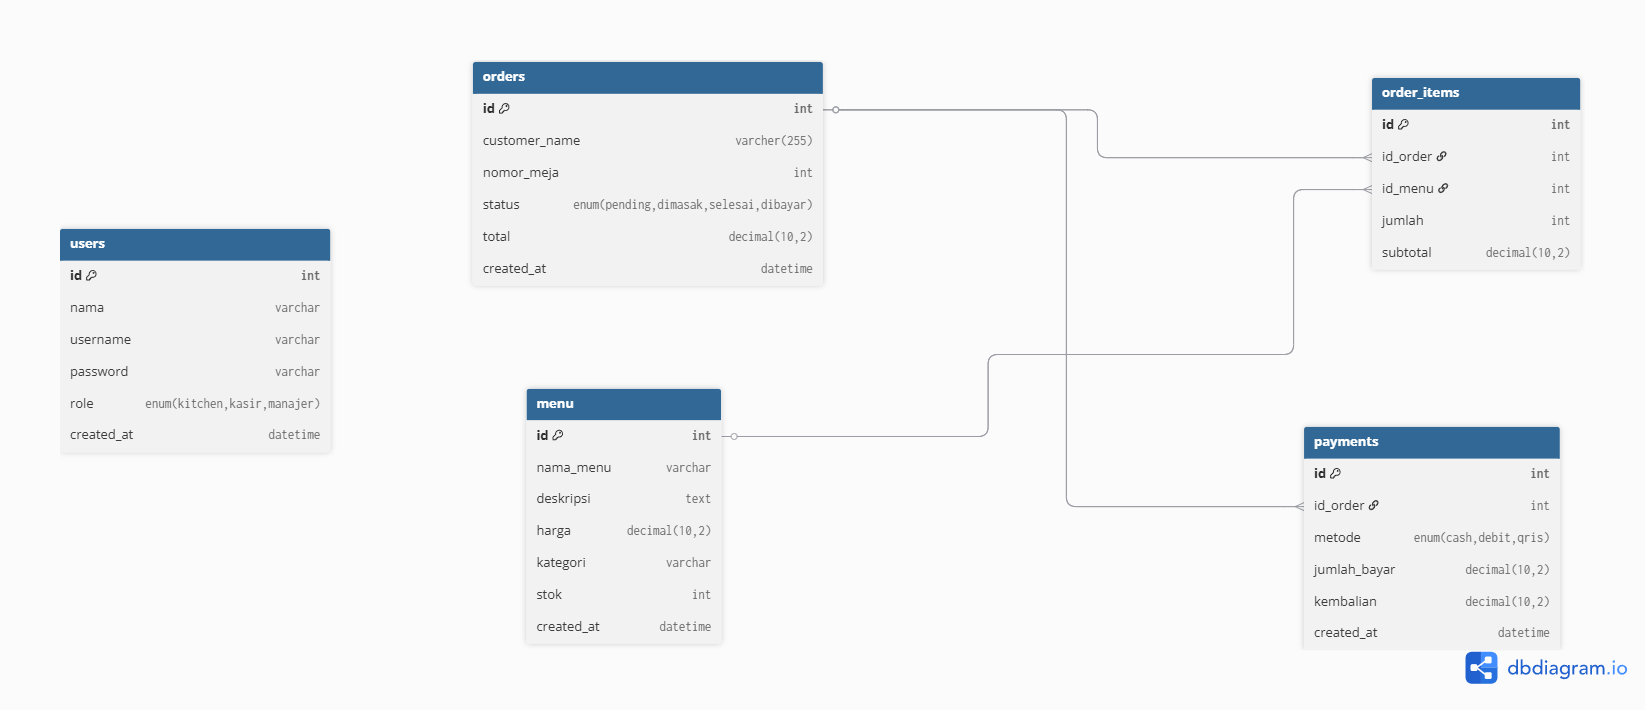 users
id int
nama varchar
username varchar
password varchar
role enum(kitchen,kasir,manajer)
created_at datetime
orders
id int
customer_name varcher(255)
nomor_meja int
status enum(pending,dimasak,selesai,dibayar)
total decimal(10,2)
created_at datetime
menu
id int
nama_menu varchar
deskripsi text
harga decimal(10,2)
kategori varchar
stok int
created_at datetime
order_items
id int
id_order int
id_menu int
jumlah int
subtotal decimal(10,2)
payments
id int
id_order int
metode enum(cash,debit,qris)
jumlah_bayar decimal(10,2)
kembalian decimal(10,2)
created_at datetime
dbdiagram.io